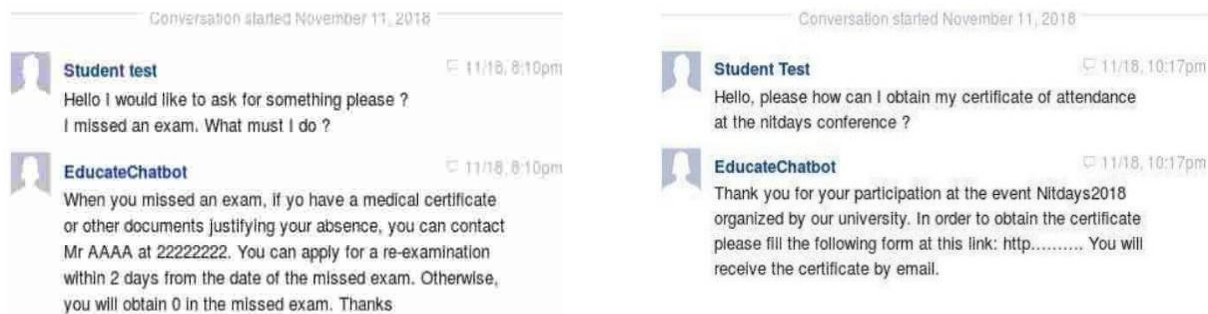 Conversation started November 11, 2018
Student test
11/18, 8:10pm
Hello I would like to ask for something please ?
I missed an exam. What must I do ?
EducateChatbot
11/18, 8:10pm
When you missed an exam, if yo have a medical certificate
or other documents justifying your absence, you can contact
Mr AAAA at 22222222. You can apply for a re-examination
within 2 days from the date of the missed exam. Otherwise,
you will obtain 0 in the missed exam. Thanks
Conversation started November 11, 2018
Student Test
11/18, 10:17pm
Hello, please how can I obtain my certificate of attendance
at the nitdays conference ?
EducateChatbot
11/18, 10:17pm
Thank you for your participation at the event Nitdays2018
organized by our university. In order to obtain the certificate
please fill the following form at this link: http.......... You will
receive the certificate by email.